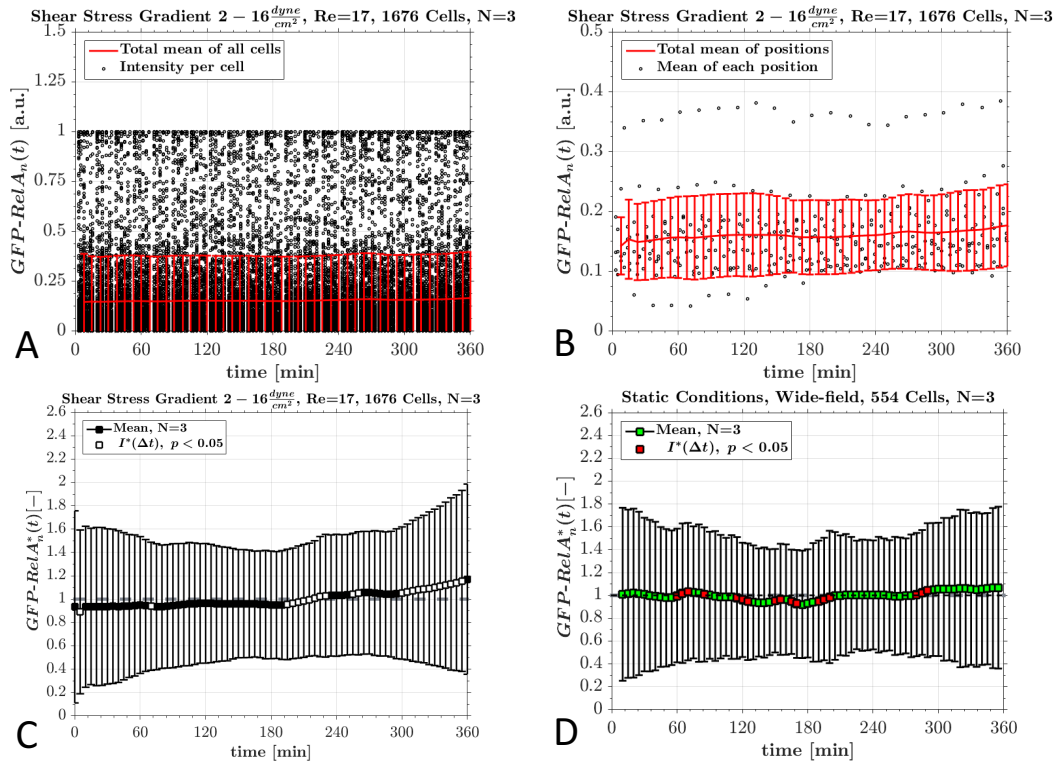 Shear Stress Gradient 2 − 16 dyne/cm², Re=17, 1676 Cells, N=3
GFP-RelA_n(t) [a.u.]
1.5
1.25
1
0.75
0.5
0.25
0
Total mean of all cells
Intensity per cell
0 60 120 180 240 300 360
time [min]
A
Shear Stress Gradient 2 − 16 dyne/cm², Re=17, 1676 Cells, N=3
GFP-RelA_n(t) [a.u.]
0.5
0.4
0.3
0.2
0.1
0
Total mean of positions
Mean of each position
0 60 120 180 240 300 360
time [min]
B
Shear Stress Gradient 2 − 16 dyne/cm², Re=17, 1676 Cells, N=3
GFP-RelA*_n(t)[−]
2.6
2.4
2.2
2
1.8
1.6
1.4
1.2
1
0.8
0.6
0.4
0.2
0
Mean, N=3
I*(Δt), p < 0.05
0 60 120 180 240 300 360
time [min]
C
Static Conditions, Wide-field, 554 Cells, N=3
GFP-RelA*_n(t)[−]
2.6
2.4
2.2
2
1.8
1.6
1.4
1.2
1
0.8
0.6
0.4
0.2
0
Mean, N=3
I*(Δt), p < 0.05
0 60 120 180 240 300 360
time [min]
D